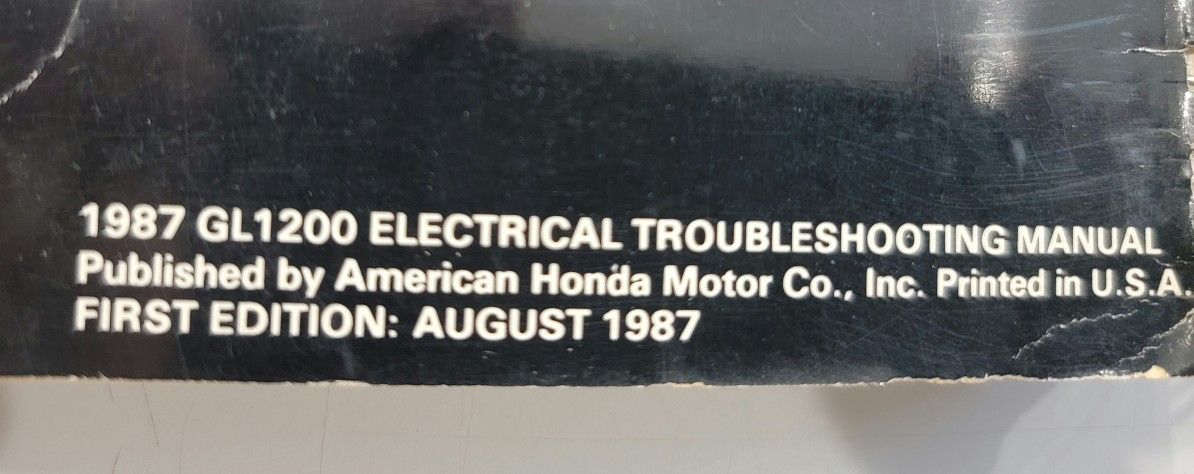 1987 GL1200 ELECTRICAL TROUBLESHOOTING MANUAL
Published by American Honda Motor Co., Inc. Printed in U.S.A.
FIRST EDITION: AUGUST 1987